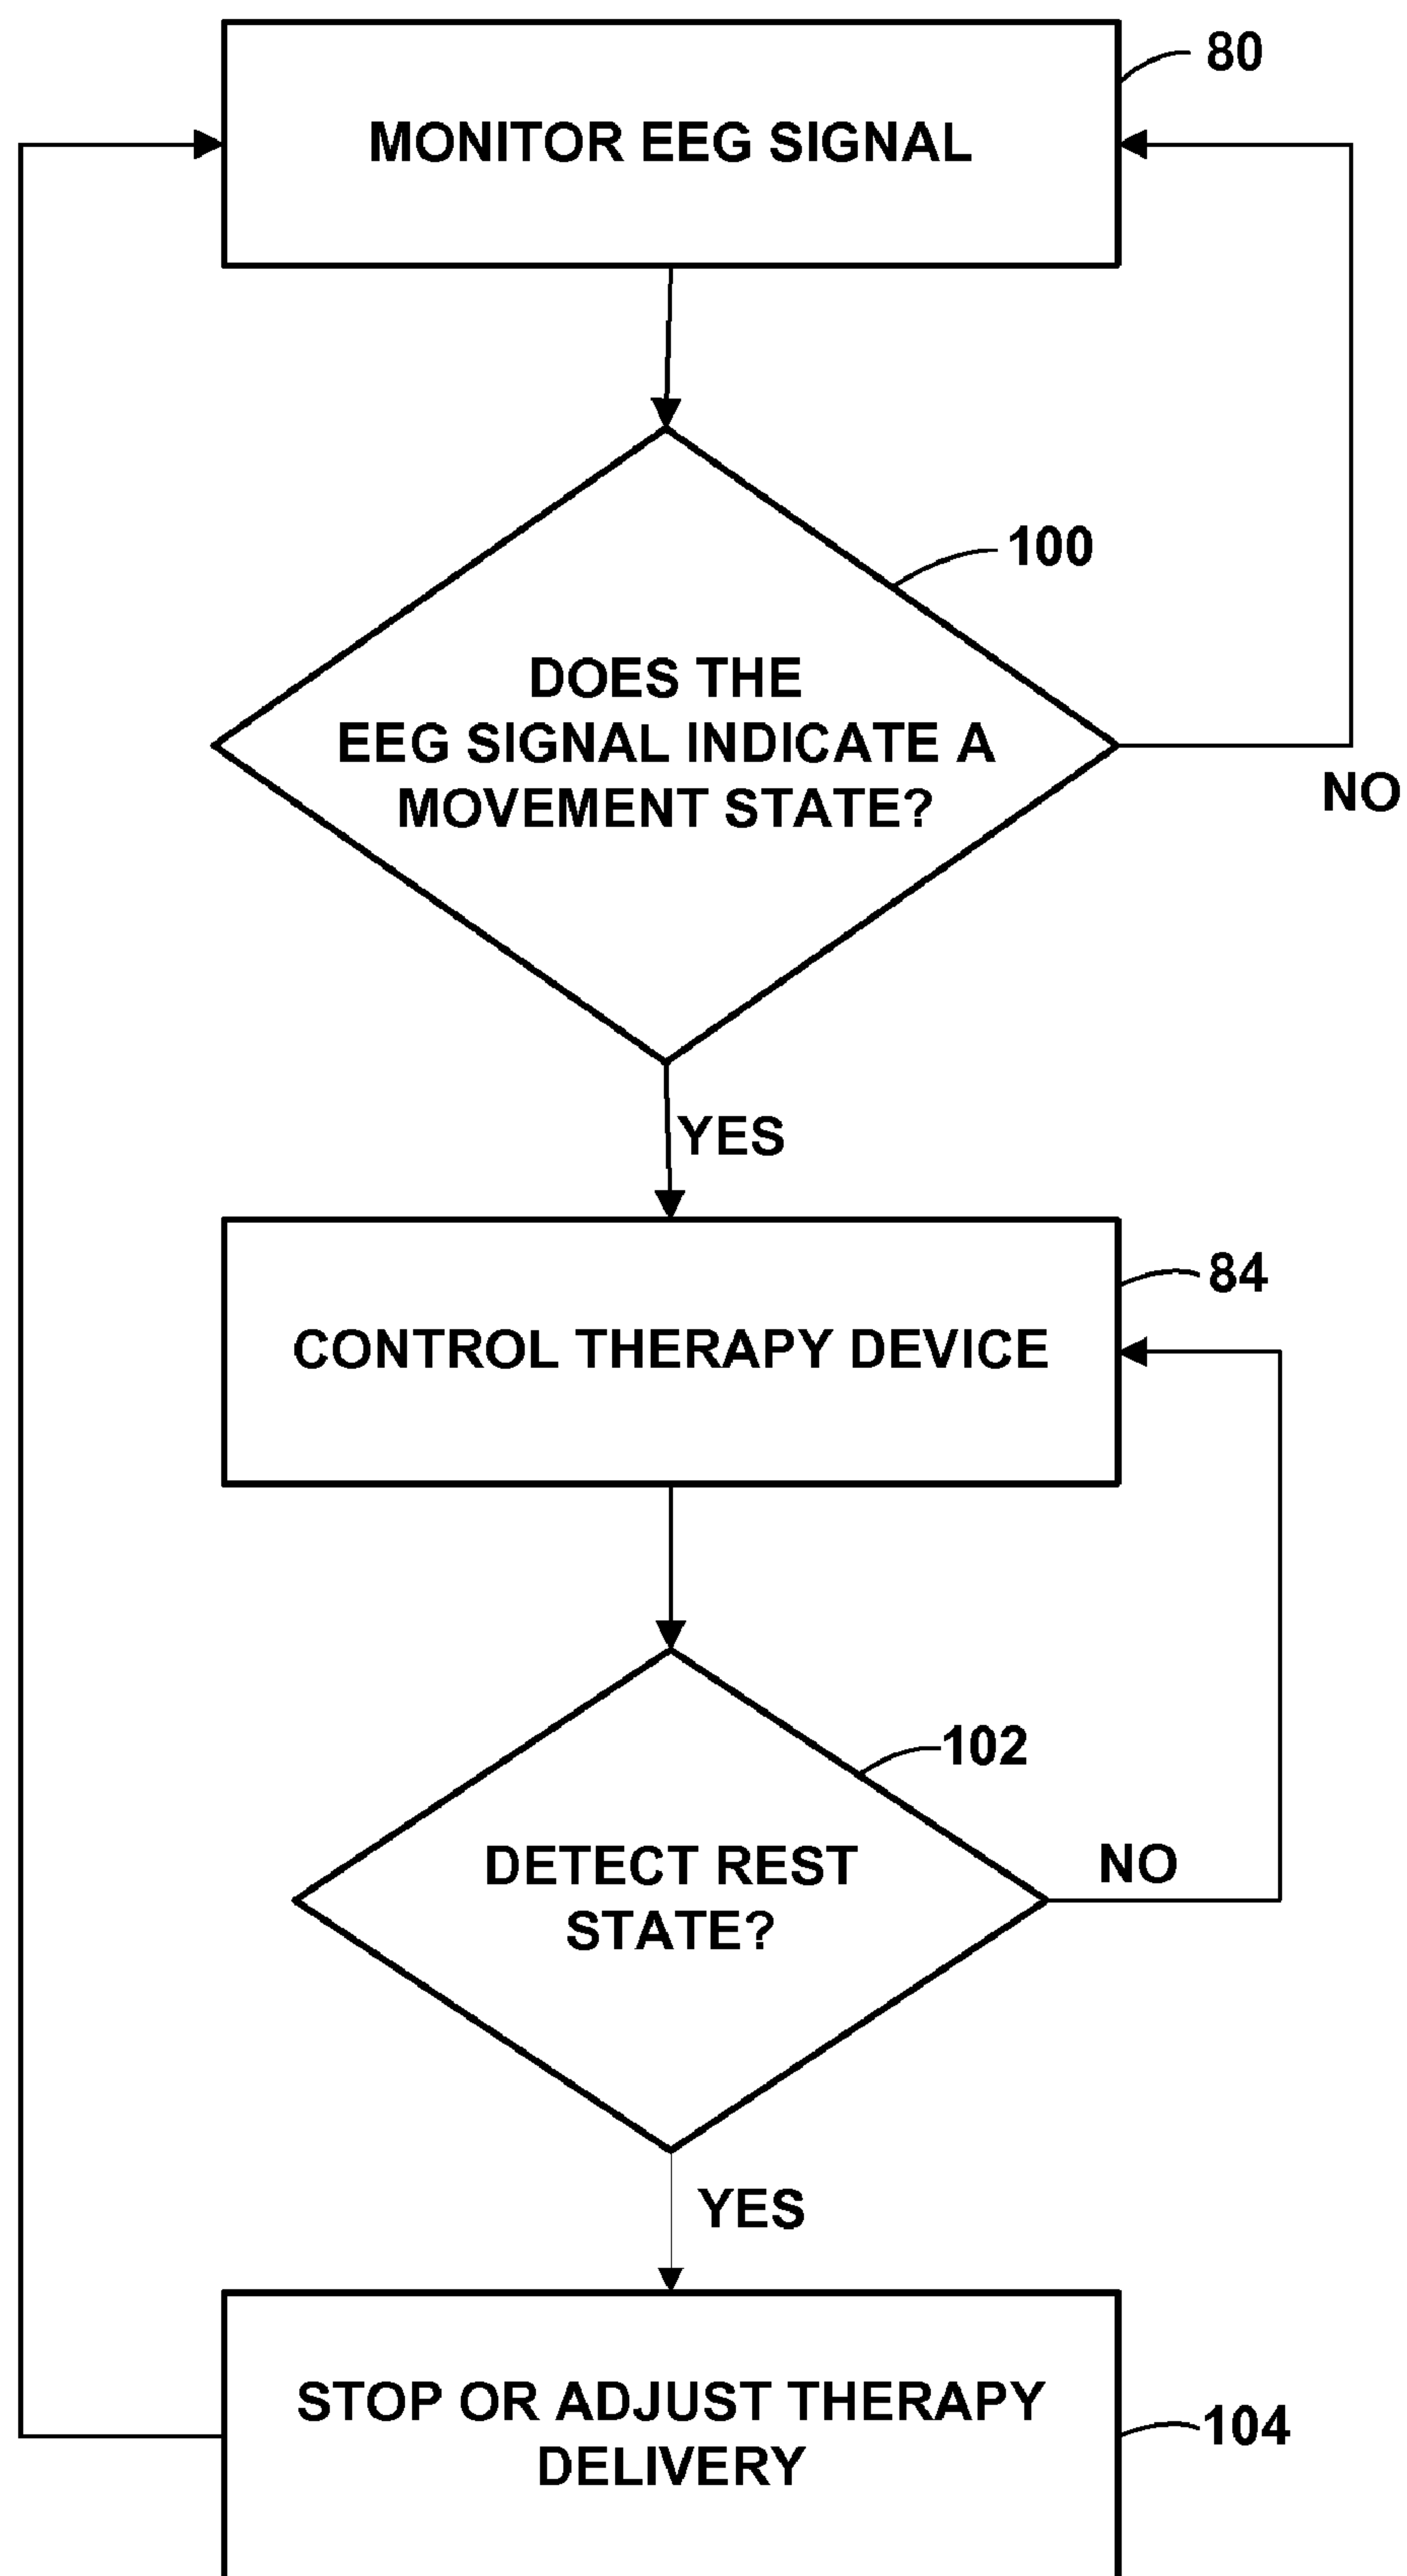 80
MONITOR EEG SIGNAL
100
DOES THE
EEG SIGNAL INDICATE A
MOVEMENT STATE?
NO
YES
84
CONTROL THERAPY DEVICE
102
DETECT REST
STATE?
NO
YES
STOP OR ADJUST THERAPY
DELIVERY
104